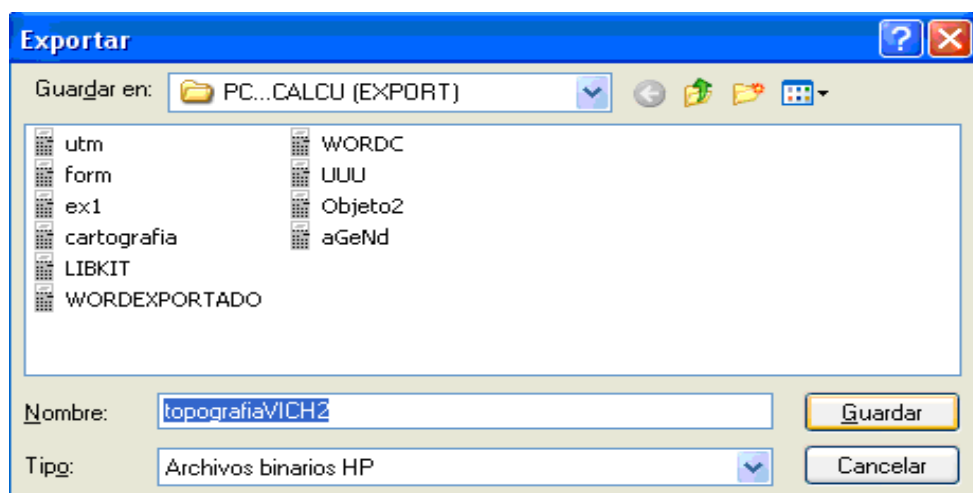 Exportar
Guardar en: PC...CALCU (EXPORT)
utm
form
ex1
cartografia
LIBKIT
WORDEXPORTADO
WORDC
UUU
Objeto2
aGeNd
Nombre: topografiaVICH2 Guardar
Tipo: Archivos binarios HP Cancelar